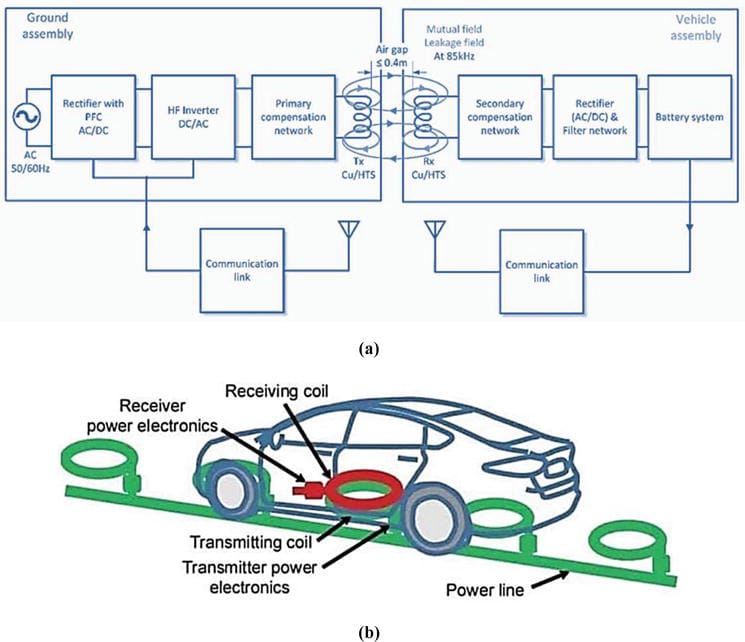 Ground
assembly
Vehicle
assembly
Mutual field
Leakage field
At 85kHz
Air gap
≤ 0.4m
Rectifier with
PFC
AC/DC
HF Inverter
DC/AC
Primary
compensation
network
Secondary
compensation
network
Rectifier
(AC/DC) &
Filter network
Battery system
AC
50/60Hz
Tx
Cu/HTS
Rx
Cu/HTS
Communication
link
Communication
link
(a)
Receiving coil
Receiver
power electronics
Transmitting coil
Transmitter power
electronics
Power line
(b)